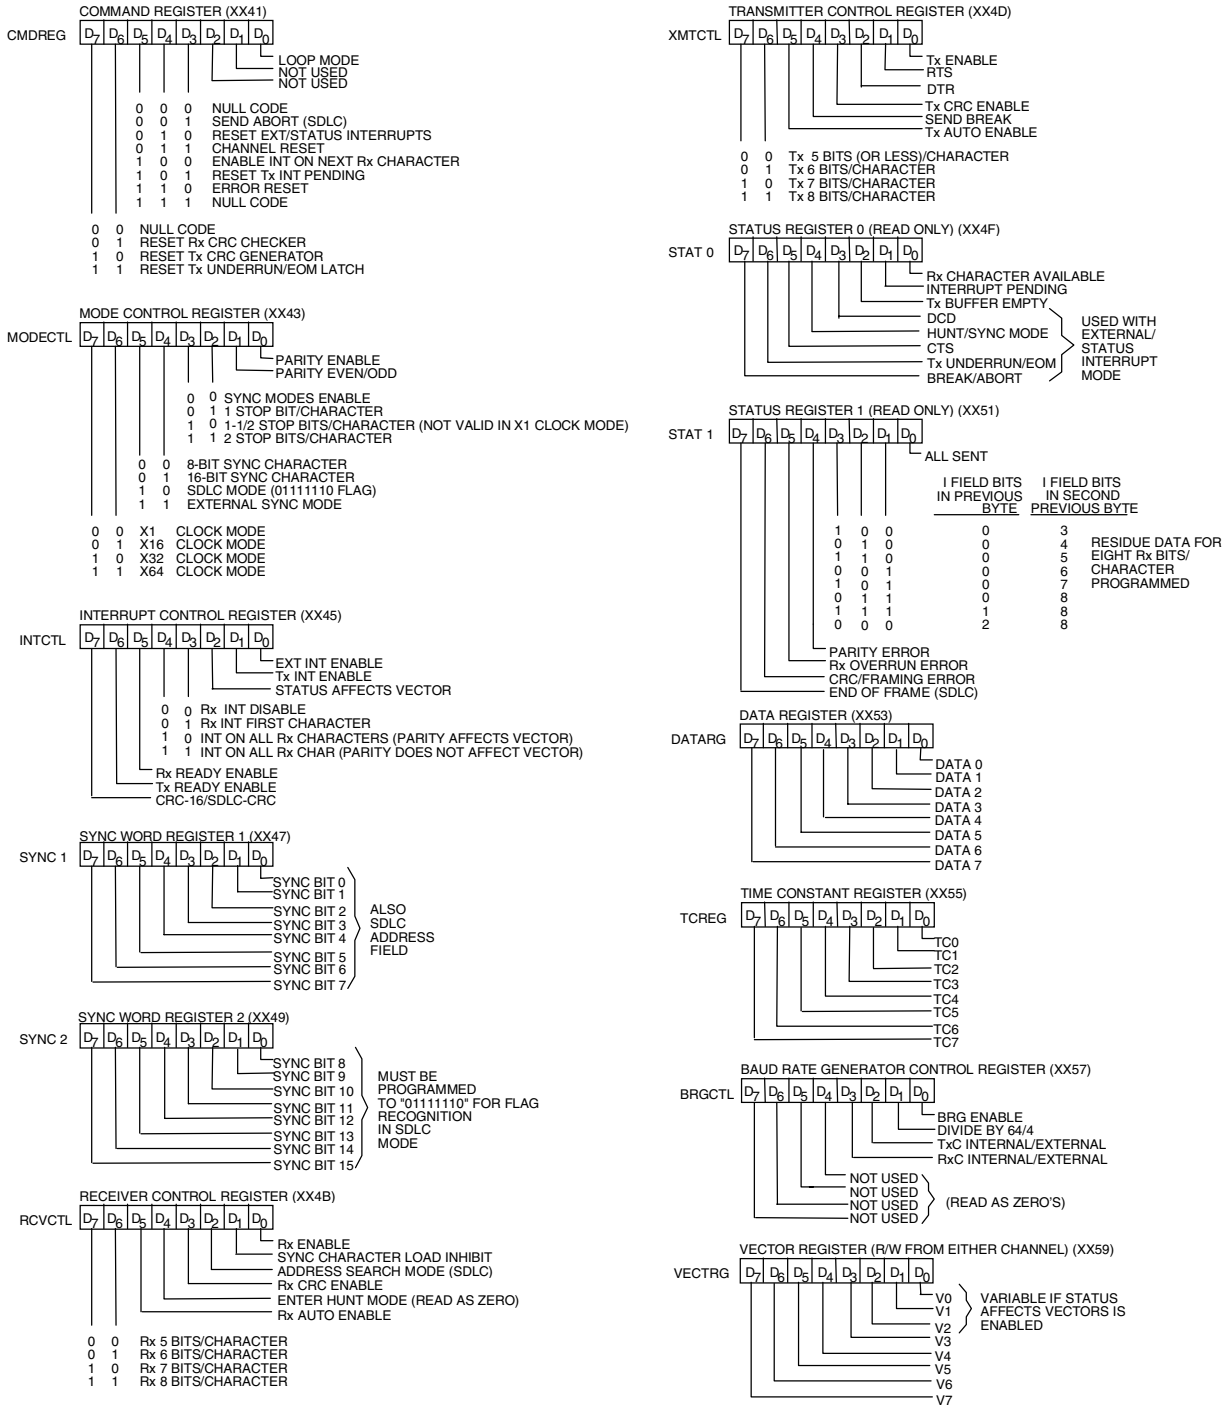 COMMAND REGISTER (XX41)
CMDREG D7 D6 D5 D4 D3 D2 D1 D0
LOOP MODE
NOT USED
NOT USED
0 0 0 NULL CODE
0 0 1 SEND ABORT (SDLC)
0 1 0 RESET EXT/STATUS INTERRUPTS
0 1 1 CHANNEL RESET
1 0 0 ENABLE INT ON NEXT Rx CHARACTER
1 0 1 RESET Tx INT PENDING
1 1 0 ERROR RESET
1 1 1 NULL CODE
0 0 NULL CODE
0 1 RESET Rx CRC CHECKER
1 0 RESET Tx CRC GENERATOR
1 1 RESET Tx UNDERRUN/EOM LATCH
MODE CONTROL REGISTER (XX43)
MODECTL D7 D6 D5 D4 D3 D2 D1 D0
PARITY ENABLE
PARITY EVEN/ODD
0 0 SYNC MODES ENABLE
0 1 1 STOP BIT/CHARACTER
1 0 1-1/2 STOP BITS/CHARACTER (NOT VALID IN X1 CLOCK MODE)
1 1 2 STOP BITS/CHARACTER
0 0 8-BIT SYNC CHARACTER
0 1 16-BIT SYNC CHARACTER
1 0 SDLC MODE (01111110 FLAG)
1 1 EXTERNAL SYNC MODE
0 0 X1 CLOCK MODE
0 1 X16 CLOCK MODE
1 0 X32 CLOCK MODE
1 1 X64 CLOCK MODE
INTERRUPT CONTROL REGISTER (XX45)
INTCTL D7 D6 D5 D4 D3 D2 D1 D0
EXT INT ENABLE
Tx INT ENABLE
STATUS AFFECTS VECTOR
0 0 Rx INT DISABLE
0 1 Rx INT FIRST CHARACTER
1 0 INT ON ALL Rx CHARACTERS (PARITY AFFECTS VECTOR)
1 1 INT ON ALL Rx CHAR (PARITY DOES NOT AFFECT VECTOR)
Rx READY ENABLE
Tx READY ENABLE
CRC-16/SDLC-CRC
SYNC WORD REGISTER 1 (XX47)
SYNC 1 D7 D6 D5 D4 D3 D2 D1 D0
SYNC BIT 0
SYNC BIT 1
SYNC BIT 2
SYNC BIT 3
SYNC BIT 4
SYNC BIT 5
SYNC BIT 6
SYNC BIT 7
ALSO
SDLC
ADDRESS
FIELD
SYNC WORD REGISTER 2 (XX49)
SYNC 2 D7 D6 D5 D4 D3 D2 D1 D0
SYNC BIT 8
SYNC BIT 9
SYNC BIT 10
SYNC BIT 11
SYNC BIT 12
SYNC BIT 13
SYNC BIT 14
SYNC BIT 15
MUST BE
PROGRAMMED
TO "01111110" FOR FLAG
RECOGNITION
IN SDLC
MODE
RECEIVER CONTROL REGISTER (XX4B)
RCVCTL D7 D6 D5 D4 D3 D2 D1 D0
Rx ENABLE
SYNC CHARACTER LOAD INHIBIT
ADDRESS SEARCH MODE (SDLC)
Rx CRC ENABLE
ENTER HUNT MODE (READ AS ZERO)
Rx AUTO ENABLE
0 0 Rx 5 BITS/CHARACTER
0 1 Rx 6 BITS/CHARACTER
1 0 Rx 7 BITS/CHARACTER
1 1 Rx 8 BITS/CHARACTER
TRANSMITTER CONTROL REGISTER (XX4D)
XMTCTL D7 D6 D5 D4 D3 D2 D1 D0
Tx ENABLE
RTS
DTR
Tx CRC ENABLE
SEND BREAK
Tx AUTO ENABLE
0 0 Tx 5 BITS (OR LESS)/CHARACTER
0 1 Tx 6 BITS/CHARACTER
1 0 Tx 7 BITS/CHARACTER
1 1 Tx 8 BITS/CHARACTER
STATUS REGISTER 0 (READ ONLY) (XX4F)
STAT 0 D7 D6 D5 D4 D3 D2 D1 D0
Rx CHARACTER AVAILABLE
INTERRUPT PENDING
Tx BUFFER EMPTY
DCD
HUNT/SYNC MODE
CTS
Tx UNDERRUN/EOM
BREAK/ABORT
USED WITH
EXTERNAL/
STATUS
INTERRUPT
MODE
STATUS REGISTER 1 (READ ONLY) (XX51)
STAT 1 D7 D6 D5 D4 D3 D2 D1 D0
ALL SENT
I FIELD BITS I FIELD BITS
IN PREVIOUS IN SECOND
BYTE PREVIOUS BYTE
1 0 0 0 3
0 1 0 0 4
1 1 0 0 5
0 0 1 0 6
1 0 1 0 7
0 1 1 0 8
1 1 1 1 8
0 0 0 2 8
RESIDUE DATA FOR
EIGHT Rx BITS/
CHARACTER
PROGRAMMED
PARITY ERROR
Rx OVERRUN ERROR
CRC/FRAMING ERROR
END OF FRAME (SDLC)
DATA REGISTER (XX53)
DATARG D7 D6 D5 D4 D3 D2 D1 D0
DATA 0
DATA 1
DATA 2
DATA 3
DATA 4
DATA 5
DATA 6
DATA 7
TIME CONSTANT REGISTER (XX55)
TCREG D7 D6 D5 D4 D3 D2 D1 D0
TC0
TC1
TC2
TC3
TC4
TC5
TC6
TC7
BAUD RATE GENERATOR CONTROL REGISTER (XX57)
BRGCTL D7 D6 D5 D4 D3 D2 D1 D0
BRG ENABLE
DIVIDE BY 64/4
TxC INTERNAL/EXTERNAL
RxC INTERNAL/EXTERNAL
NOT USED
NOT USED
NOT USED
NOT USED
(READ AS ZERO'S)
VECTOR REGISTER (R/W FROM EITHER CHANNEL) (XX59)
VECTRG D7 D6 D5 D4 D3 D2 D1 D0
V0
V1
V2
V3
V4
V5
V6
V7
VARIABLE IF STATUS
AFFECTS VECTORS IS
ENABLED